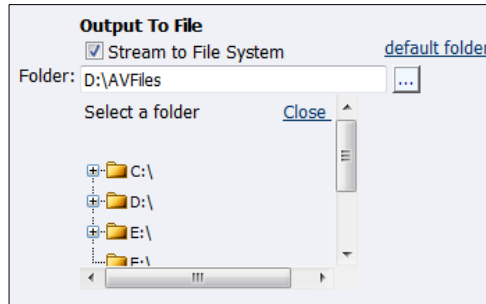 Output To File
Stream to File System
default folder
Folder: D:\AVFiles
...
Select a folder
Close
C:\
D:\
E:\
F:\